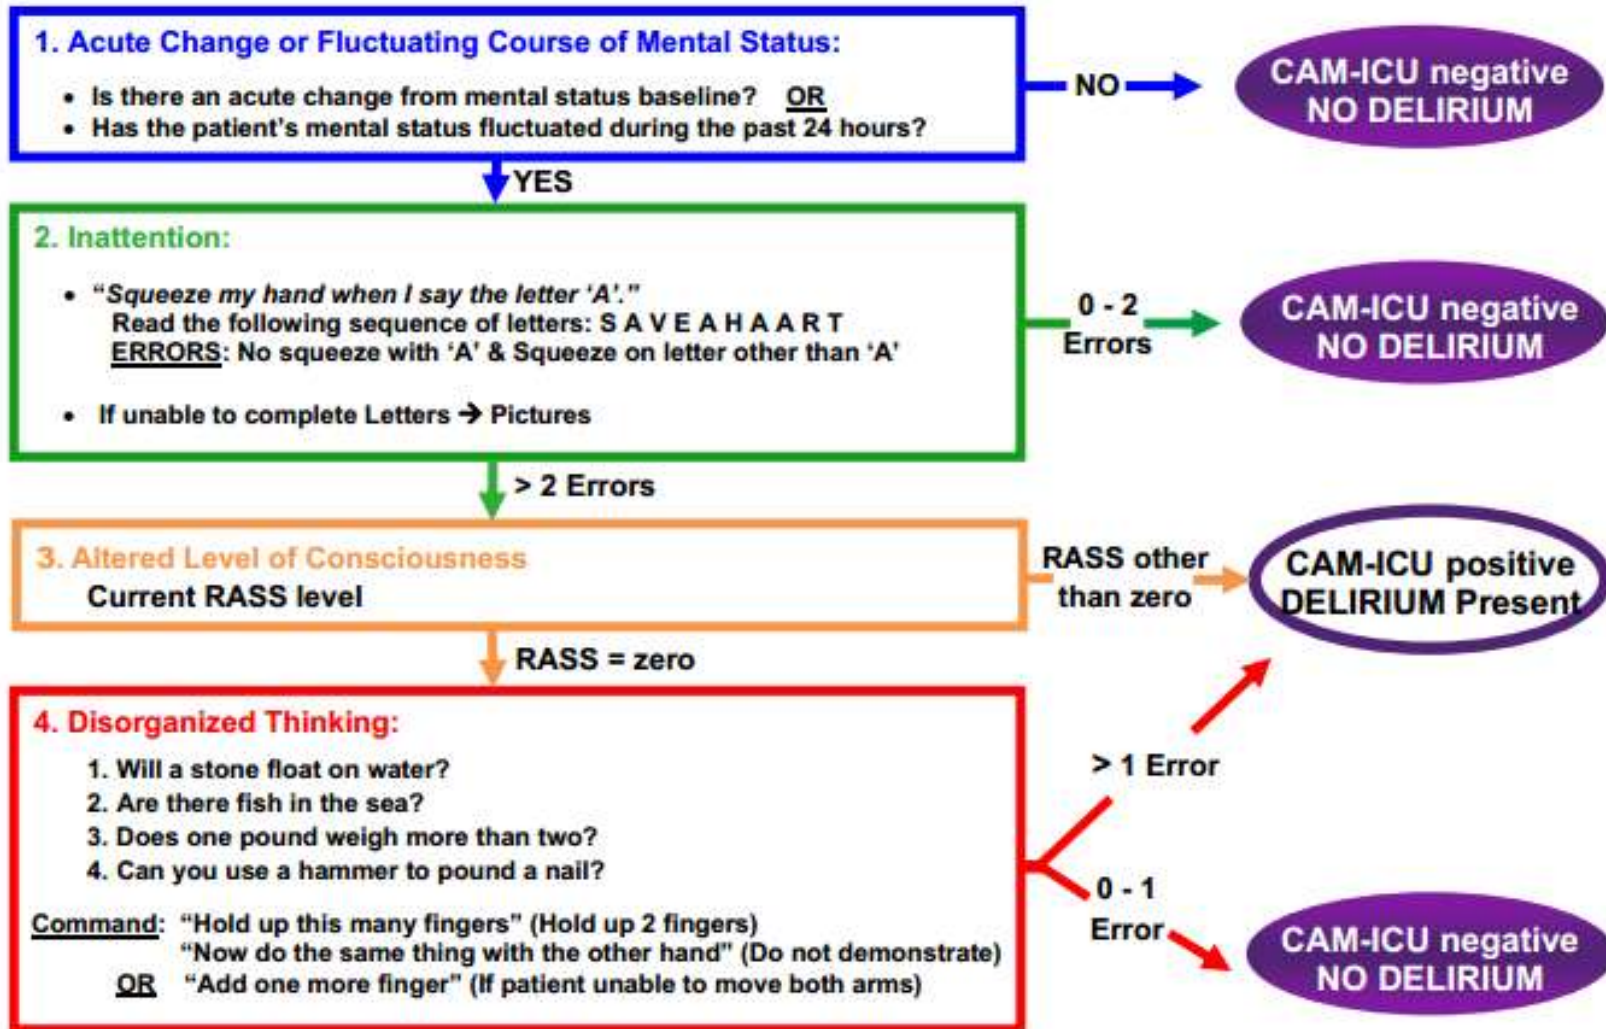 1. Acute Change or Fluctuating Course of Mental Status:
• Is there an acute change from mental status baseline? OR
• Has the patient's mental status fluctuated during the past 24 hours?
NO
CAM-ICU negative
NO DELIRIUM
YES
2. Inattention:
• "Squeeze my hand when I say the letter 'A'."
Read the following sequence of letters: S A V E A H A A R T
ERRORS: No squeeze with 'A' & Squeeze on letter other than 'A'
• If unable to complete Letters → Pictures
0 - 2
Errors
CAM-ICU negative
NO DELIRIUM
> 2 Errors
3. Altered Level of Consciousness
Current RASS level
RASS other
than zero
CAM-ICU positive
DELIRIUM Present
RASS = zero
4. Disorganized Thinking:
1. Will a stone float on water?
2. Are there fish in the sea?
3. Does one pound weigh more than two?
4. Can you use a hammer to pound a nail?
Command: "Hold up this many fingers" (Hold up 2 fingers)
"Now do the same thing with the other hand" (Do not demonstrate)
OR "Add one more finger" (If patient unable to move both arms)
> 1 Error
0 - 1
Error
CAM-ICU negative
NO DELIRIUM